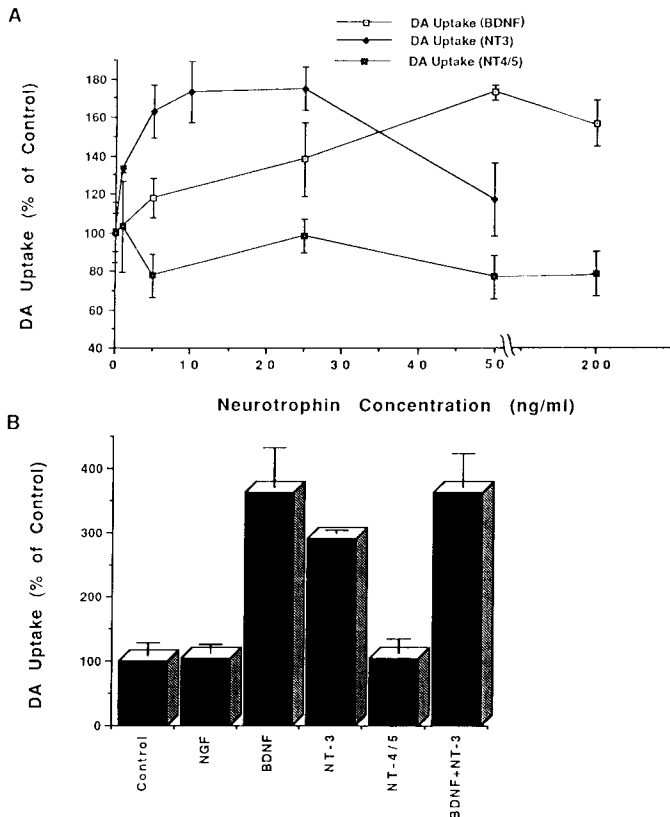 A
DA Uptake (BDNF)
DA Uptake (NT3)
DA Uptake (NT4/5)
DA Uptake (% of Control)
180
160
140
120
100
80
60
40
0 10 20 30 40 50 200
Neurotrophin Concentration (ng/ml)
B
DA Uptake (% of Control)
400
300
200
100
0
Control
NGF
BDNF
NT-3
NT-4/5
BDNF+NT-3